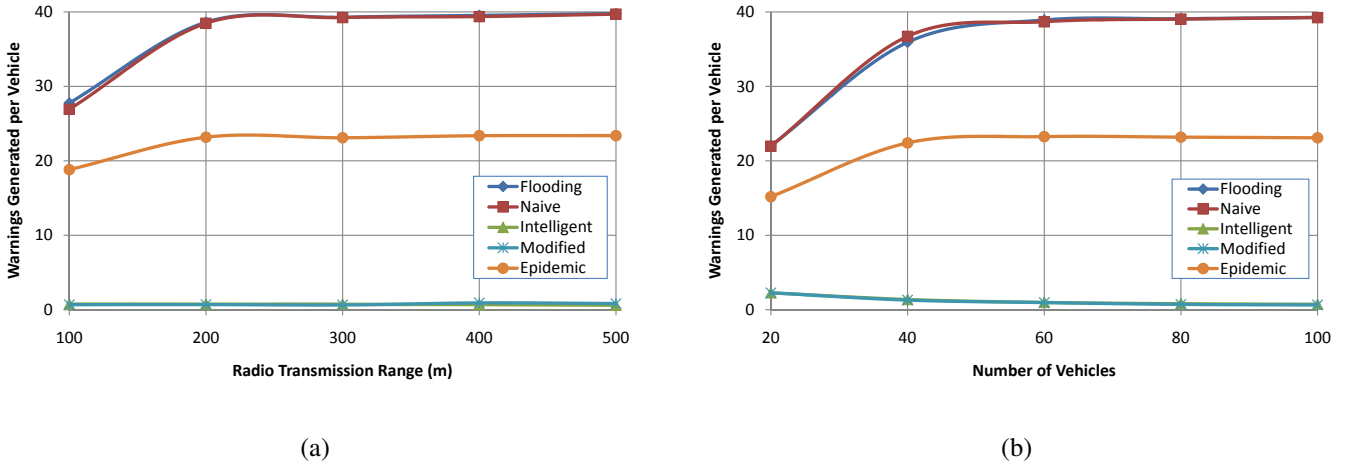 Warnings Generated per Vehicle
40
30
20
10
0
100
200
300
400
500
Radio Transmission Range (m)
Flooding
Naive
Intelligent
Modified
Epidemic
(a)
Warnings Generated per Vehicle
40
30
20
10
0
20
40
60
80
100
Number of Vehicles
Flooding
Naive
Intelligent
Modified
Epidemic
(b)